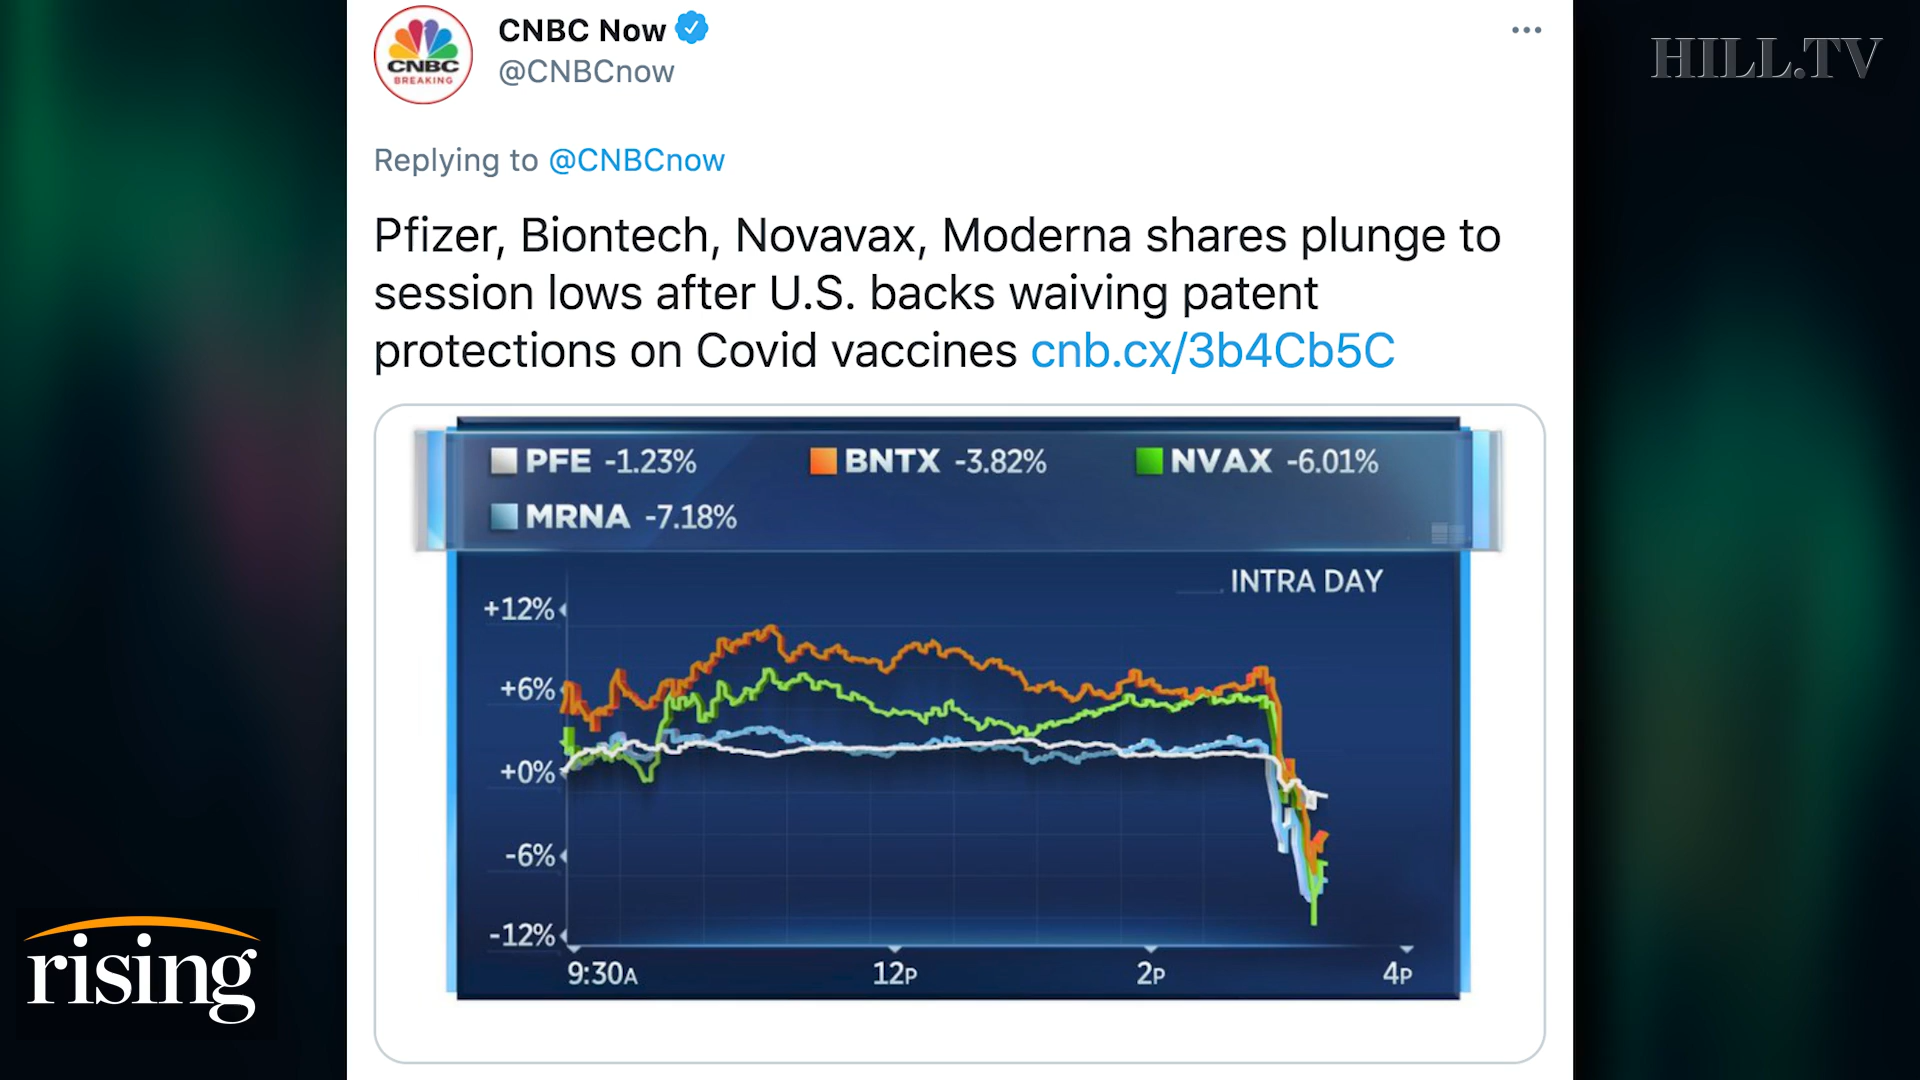 CNBC Now
@CNBCnow
HILL.TV
CNBC
BREAKING
Replying to @CNBCnow
Pfizer, Biontech, Novavax, Moderna shares plunge to
session lows after U.S. backs waiving patent
protections on Covid vaccines cnb.cx/3b4Cb5C
PFE -1.23% BNTX -3.82% NVAX -6.01%
MRNA -7.18%
INTRA DAY
+12%
+6%
+0%
-6%
-12%
9:30A 12P 2P 4P
rising